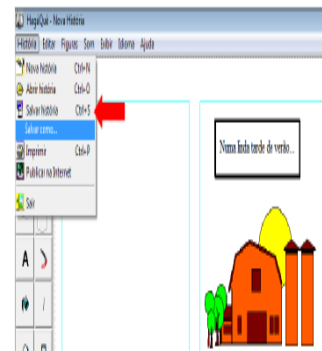 HagáQuê - Nova História
História Editar Figuras Som Exibir Idioma Ajuda
Nova história Ctrl+N
Abrir história Ctrl+O
Salvar história Ctrl+S
Salvar como...
Imprimir Ctrl+P
Publicar na Internet
Sair
A
Numa linda tarde de verão...